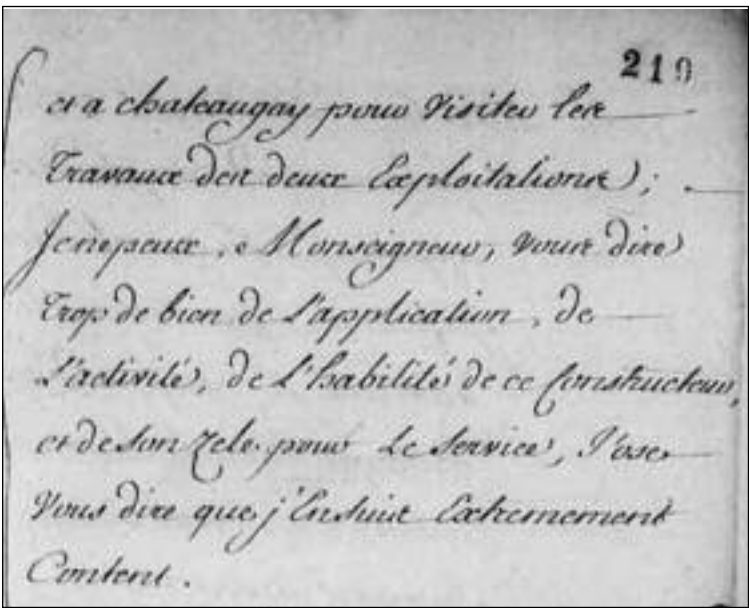 219
et a chateaugay pour visiter les
Travaux des deux Exploitations;
Je ne peux, Monseigneur, vous dire
Trop de bien de L'application, de
L'activité, de L'habilité de ce Constructeur,
et de son zele pour Le Service, J'ose
Vous dire que j'En suis Extremement
Content.